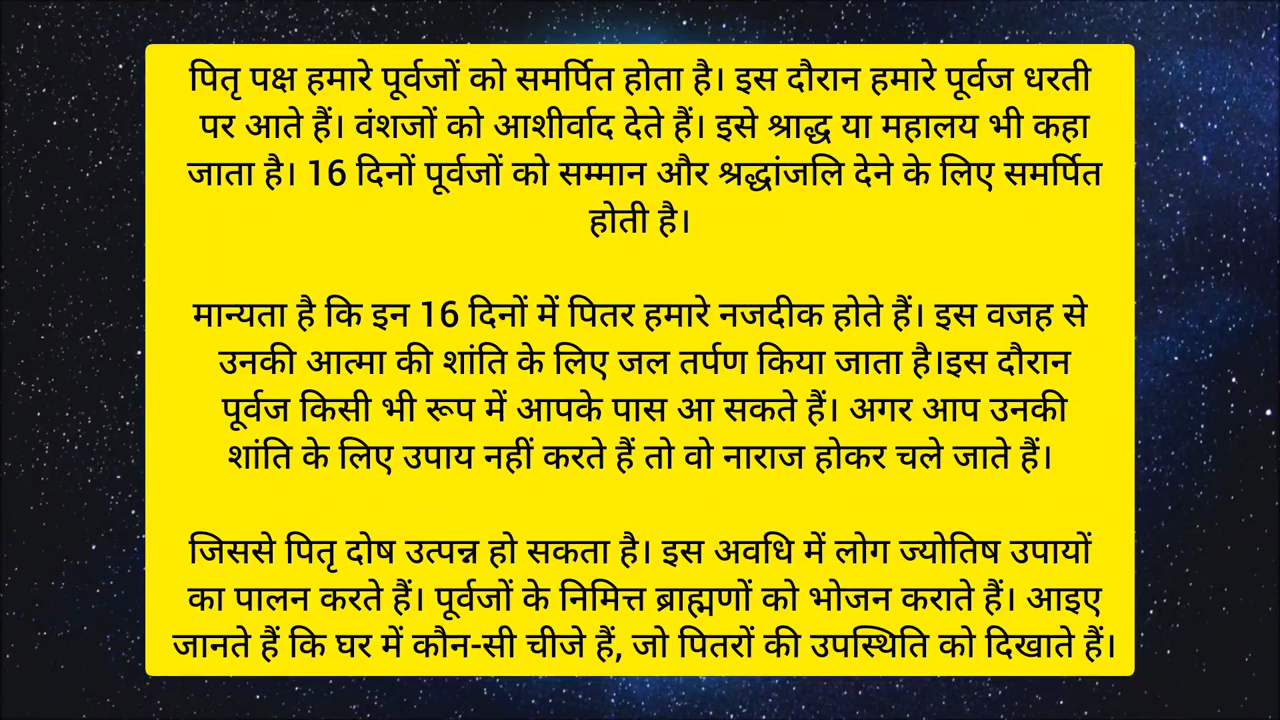 पितृ पक्ष हमारे पूर्वजों को समर्पित होता है। इस दौरान हमारे पूर्वज धरती
पर आते हैं। वंशजों को आशीर्वाद देते हैं। इसे श्राद्ध या महालय भी कहा
जाता है। 16 दिनों पूर्वजों को सम्मान और श्रद्धांजलि देने के लिए समर्पित
होती है।
मान्यता है कि इन 16 दिनों में पितर हमारे नजदीक होते हैं। इस वजह से
उनकी आत्मा की शांति के लिए जल तर्पण किया जाता है।इस दौरान
पूर्वज किसी भी रूप में आपके पास आ सकते हैं। अगर आप उनकी
शांति के लिए उपाय नहीं करते हैं तो वो नाराज होकर चले जाते हैं।
जिससे पितृ दोष उत्पन्न हो सकता है। इस अवधि में लोग ज्योतिष उपायों
का पालन करते हैं। पूर्वजों के निमित्त ब्राह्मणों को भोजन कराते हैं। आइए
जानते हैं कि घर में कौन-सी चीजे हैं, जो पितरों की उपस्थिति को दिखाते हैं।